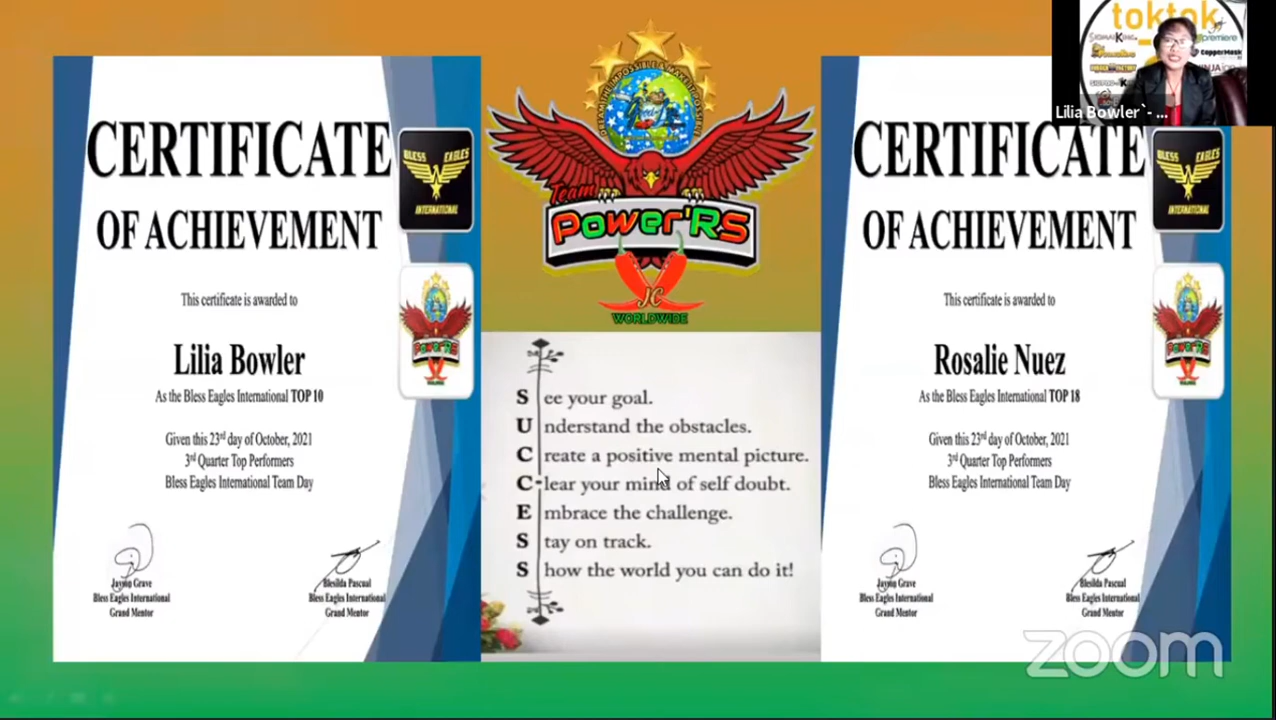 CERTIFICATE
OF ACHIEVEMENT
BLESS EAGLES
INTERNATIONAL
This certificate is awarded to
Lilia Bowler
As the Bless Eagles International TOP 10
Given this 23rd day of October, 2021
3rd Quarter Top Performers
Bless Eagles International Team Day
Jayson Grave
Bless Eagles International
Grand Mentor
Blesilda Pascual
Bless Eagles International
Grand Mentor
Team
Power'RS
JC
WORLDWIDE
See your goal.
Understand the obstacles.
Create a positive mental picture.
Clear your mind of self doubt.
Embrace the challenge.
Stay on track.
Show the world you can do it!
CERTIFICATE
OF ACHIEVEMENT
BLESS EAGLES
INTERNATIONAL
This certificate is awarded to
Rosalie Nuez
As the Bless Eagles International TOP 18
Given this 23rd day of October, 2021
3rd Quarter Top Performers
Bless Eagles International Team Day
Jayson Grave
Bless Eagles International
Grand Mentor
Blesilda Pascual
Bless Eagles International
Grand Mentor
toktok
premiere
CopperMask
Lilia Bowler`- ...
zoom